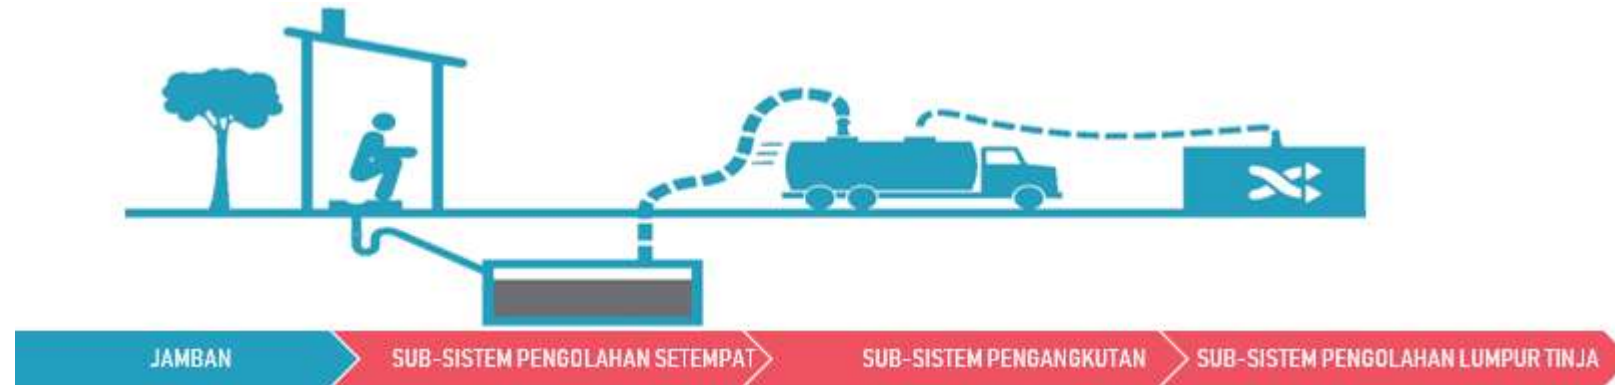 JAMBAN
SUB-SISTEM PENGOLAHAN SETEMPAT
SUB-SISTEM PENGANGKUTAN
SUB-SISTEM PENGOLAHAN LUMPUR TINJA